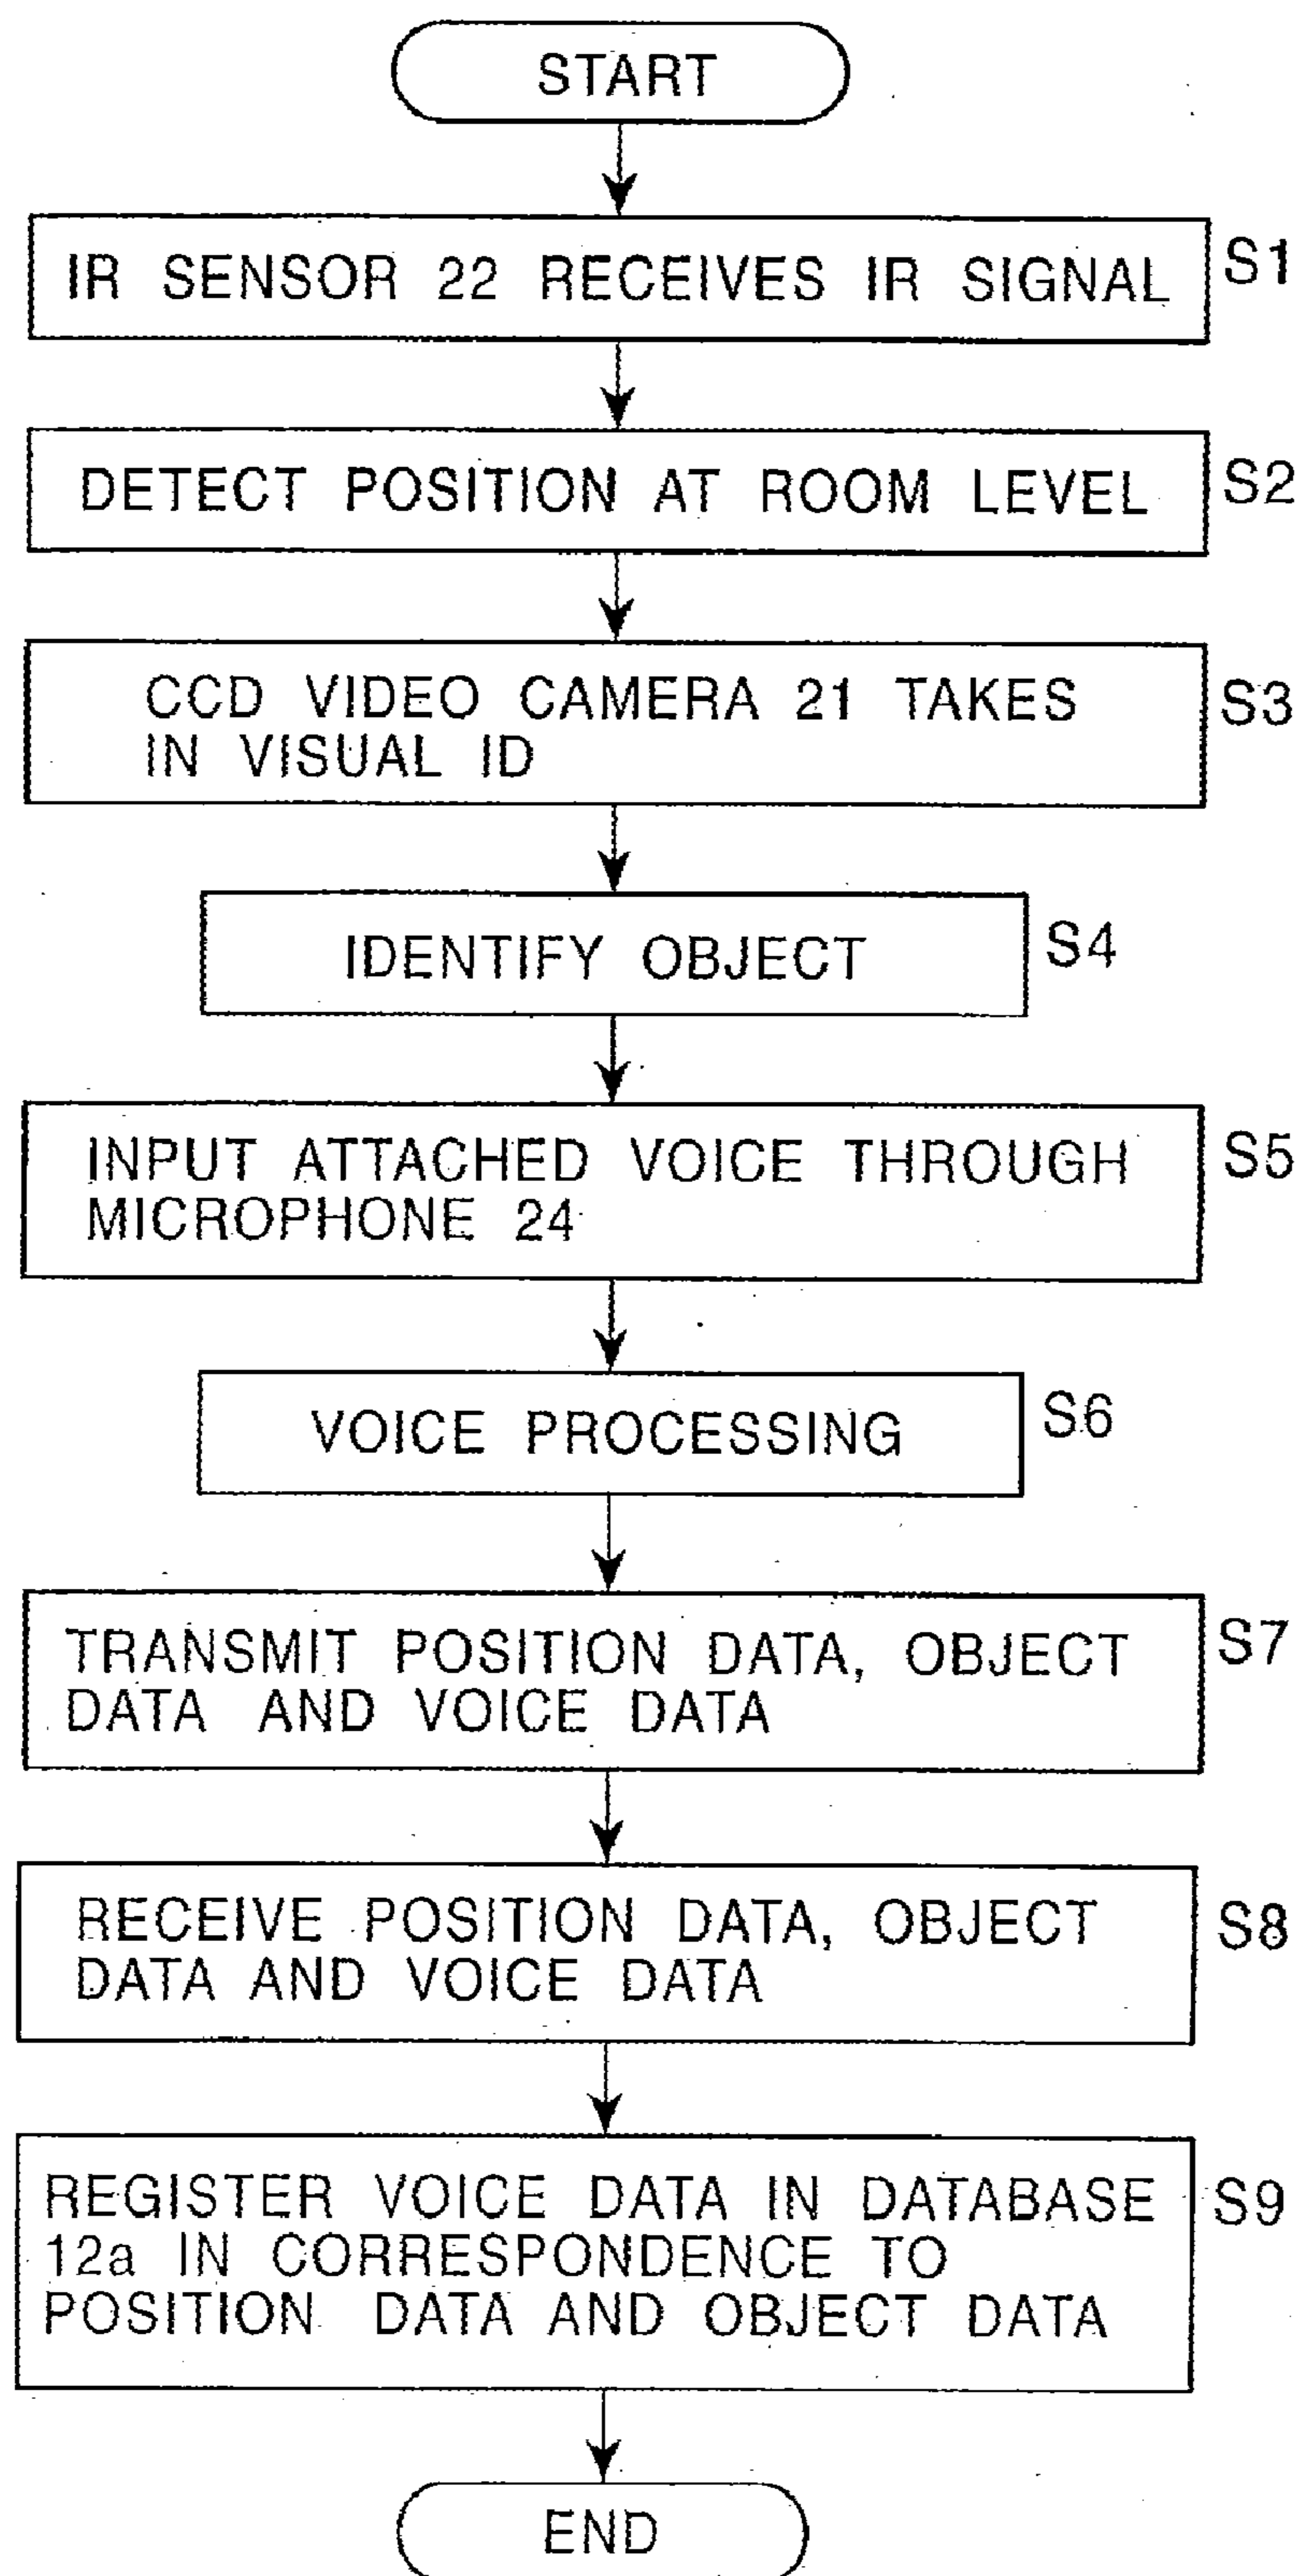 START
IR SENSOR 22 RECEIVES IR SIGNAL
S1
DETECT POSITION AT ROOM LEVEL
S2
CCD VIDEO CAMERA 21 TAKES
IN VISUAL ID
S3
IDENTIFY OBJECT
S4
INPUT ATTACHED VOICE THROUGH
MICROPHONE 24
S5
VOICE PROCESSING
S6
TRANSMIT POSITION DATA, OBJECT
DATA AND VOICE DATA
S7
RECEIVE POSITION DATA, OBJECT
DATA AND VOICE DATA
S8
REGISTER VOICE DATA IN DATABASE
12a IN CORRESPONDENCE TO
POSITION DATA AND OBJECT DATA
S9
END